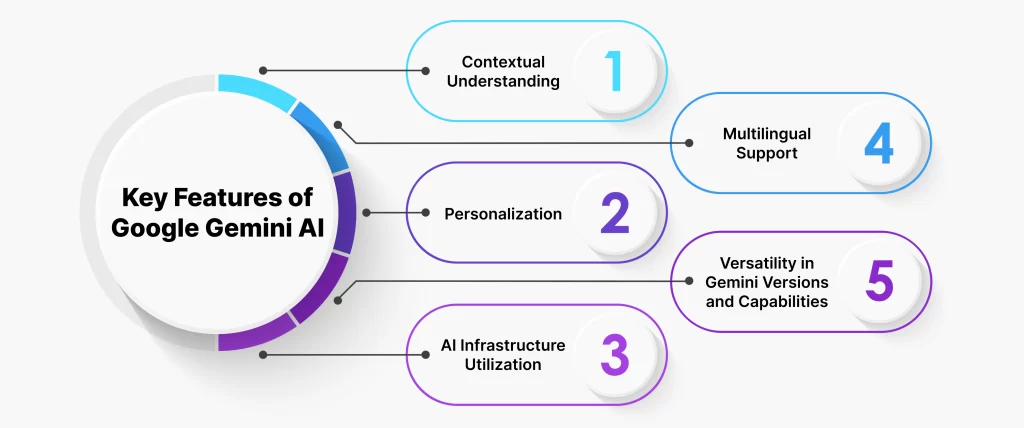 Key Features of
Google Gemini AI
Contextual
Understanding
1
Personalization
2
AI Infrastructure
Utilization
3
Multilingual
Support
4
Versatility in
Gemini Versions
and Capabilities
5